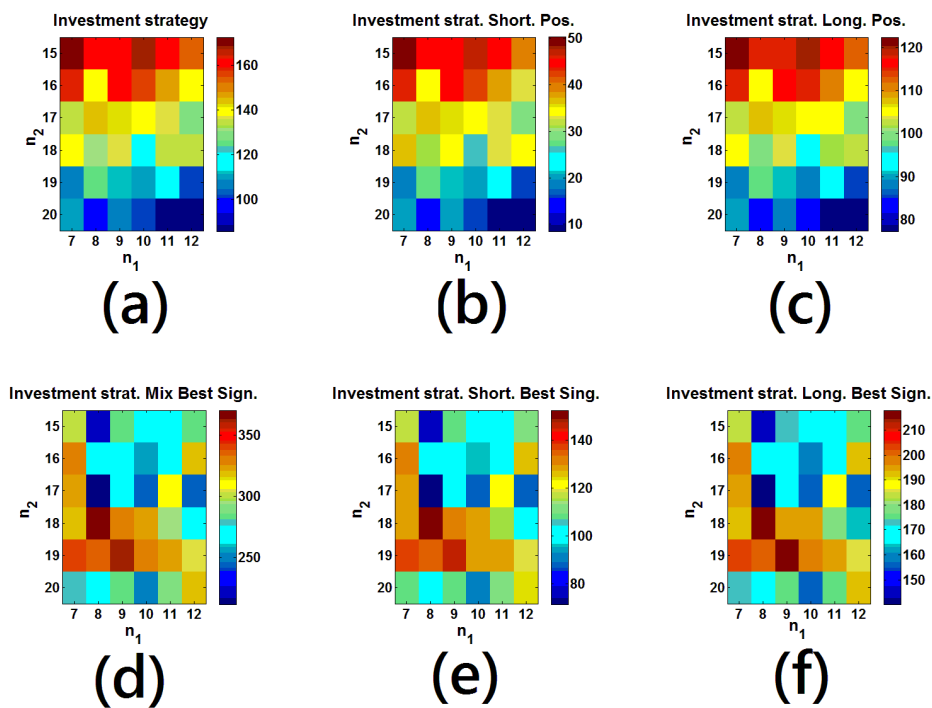 Investment strategy
15
16
17
18
19
20
n2
7 8 9 10 11 12
n1
160
140
120
100
(a)
Investment strat. Short. Pos.
15
16
17
18
19
20
n2
7 8 9 10 11 12
n1
50
40
30
20
10
(b)
Investment strat. Long. Pos.
15
16
17
18
19
20
n2
7 8 9 10 11 12
n1
120
110
100
90
80
(c)
Investment strat. Mix Best Sign.
15
16
17
18
19
20
n2
7 8 9 10 11 12
n1
350
300
250
(d)
Investment strat. Short. Best Sing.
15
16
17
18
19
20
n2
7 8 9 10 11 12
n1
140
120
100
80
(e)
Investment strat. Long. Best Sign.
15
16
17
18
19
20
n2
7 8 9 10 11 12
n1
210
200
190
180
170
160
150
(f)